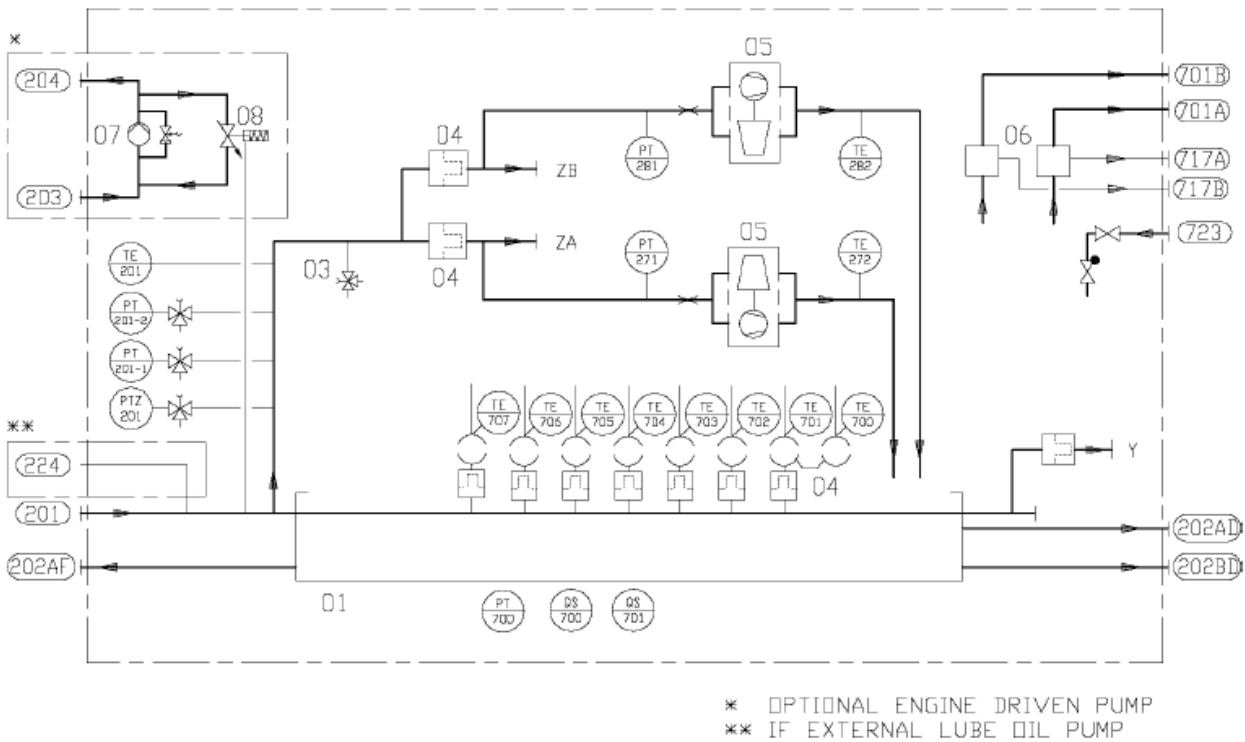 *
204
07
08
203
05
04
PT 281
TE 282
ZB
ZA
04
03
PT 271
05
TE 272
06
701B
701A
717A
717B
723
TE 201
PT 201-2
PT 201-1
PTZ 201
**
224
201
202AF
TE 707
TE 706
TE 705
TE 704
TE 703
TE 702
TE 701
TE 700
04
Y
202AD
202BD
01
PT 700
QS 700
QS 701
* OPTIONAL ENGINE DRIVEN PUMP
** IF EXTERNAL LUBE OIL PUMP